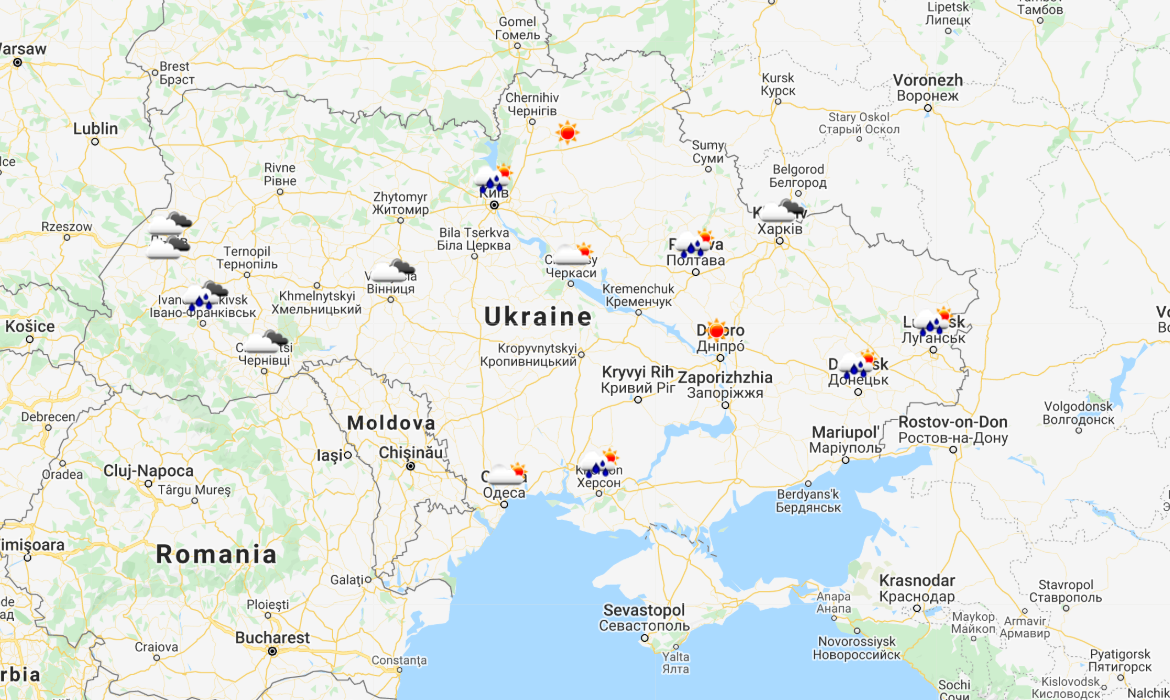 Gomel
Гомель
Lipetsk
Липецк
Тамбов
Brest
Брэст
Kursk
Курск
Voronezh
Воронеж
Chernihiv
Чернігів
Lublin
Stary Oskol
Старый Оскол
Sumy
Суми
Rivne
Рівне
Belgorod
Белгород
Zhytomyr
Житомир
Київ
Rzeszow
Bila Tserkva
Біла Церква
Харків
Ternopil
Тернопіль
Полтава
Черкаси
Khmelnytskyi
Хмельницький
Вінниця
Kremenchuk
Кременчук
Івано-Франківськ
Ukraine
Košice
Луганськ
Дніпро́
Чернівці
Kropyvnytskyi
Кропивницький
Kryvyi Rih
Кривий Ріг
Zaporizhzhia
Запоріжжя
Донецьк
Debrecen
Moldova
Volgodonsk
Волгодонск
Mariupol'
Маріуполь
Rostov-on-Don
Ростов-на-Дону
Iași
Chișinău
Oradea
Cluj-Napoca
Târgu Mureș
Херсон
Одеса
Berdyans'k
Бердянськ
Romania
Galați
Krasnodar
Краснодар
Stavropol
Ставрополь
Anapa
Анапа
Ploiești
Sevastopol
Севастополь
Maykop
Майкоп
Armavir
Армавир
Bucharest
Craiova
Novorossiysk
Новороссийск
Yalta
Ялта
Constanța
Pyatigorsk
Пятигорск
Kislovodsk
Кисловодск
Sochi
Сочи